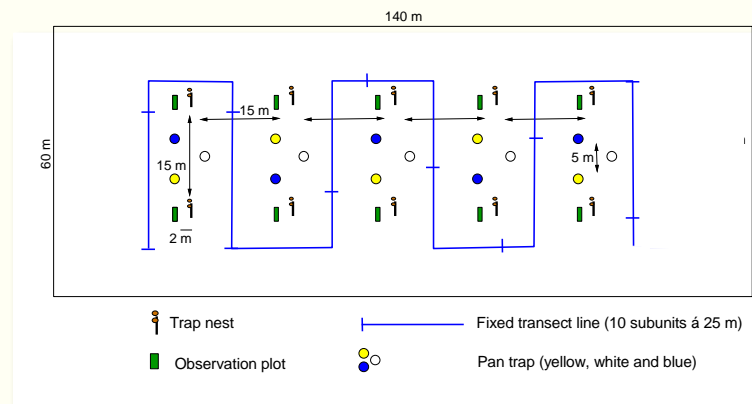 140 m
60 m
15 m
15 m
5 m
2 m
Trap nest
Fixed transect line (10 subunits á 25 m)
Observation plot
Pan trap (yellow, white and blue)